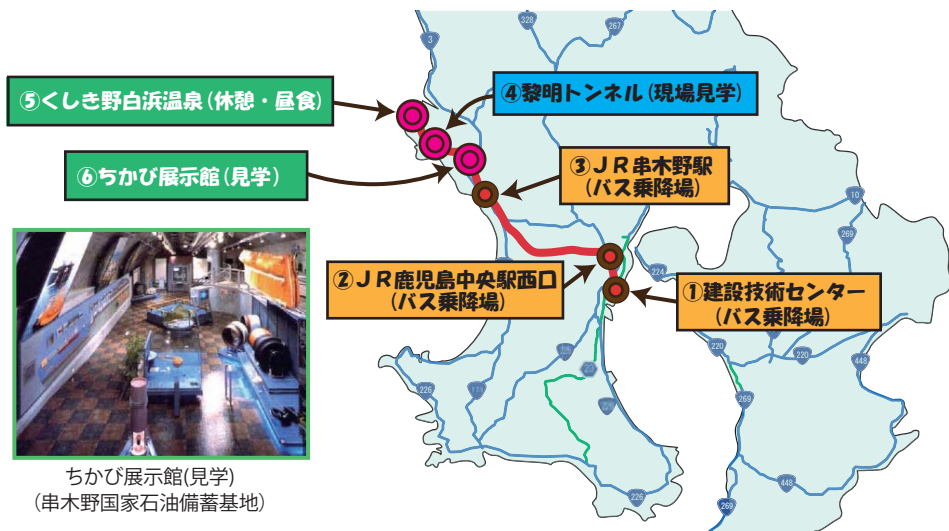 ⑤くしき野白浜温泉(休憩・昼食)
④黎明トンネル(現場見学)
⑥ちかび展示館(見学)
③ＪＲ串木野駅
(バス乗降場)
②ＪＲ鹿児島中央駅西口
(バス乗降場)
①建設技術センター
(バス乗降場)
ちかび展示館(見学)
（串木野国家石油備蓄基地）
3
328
267
10
269
224
220
220
448
226
269
448
226
269